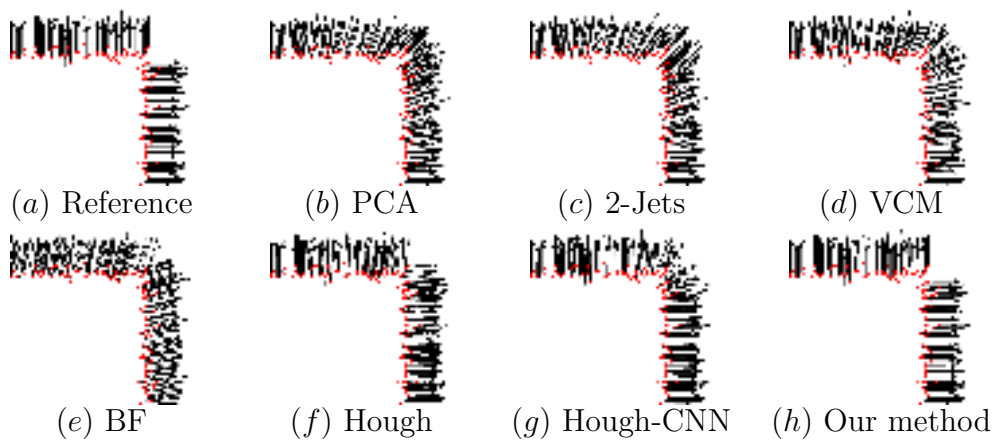 (a) Reference
(b) PCA
(c) 2-Jets
(d) VCM
(e) BF
(f) Hough
(g) Hough-CNN
(h) Our method